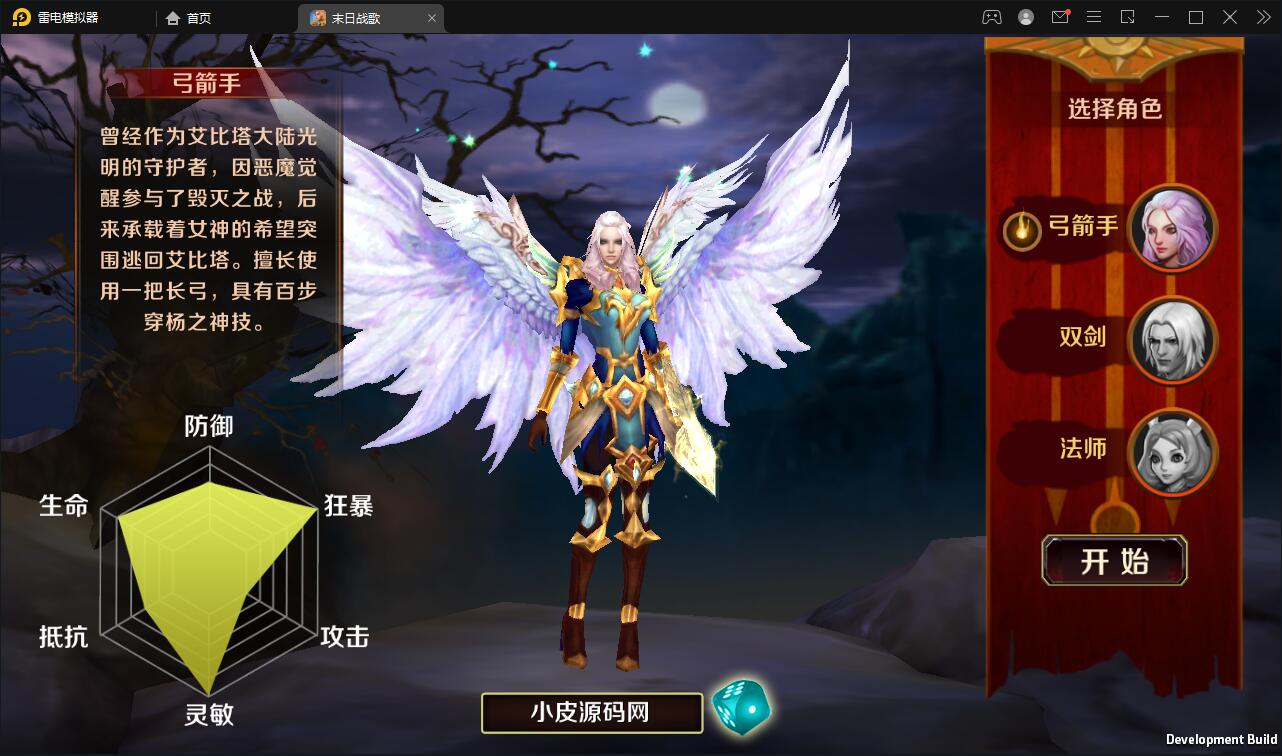 雷电模拟器
首页
末日战歌
弓箭手
曾经作为艾比塔大陆光
明的守护者，因恶魔觉
醒参与了毁灭之战，后
来承载着女神的希望突
围逃回艾比塔。擅长使
用一把长弓，具有百步
穿杨之神技。
防御
生命
狂暴
抵抗
攻击
灵敏
小皮源码网
选择角色
弓箭手
双剑
法师
开始
Development Build